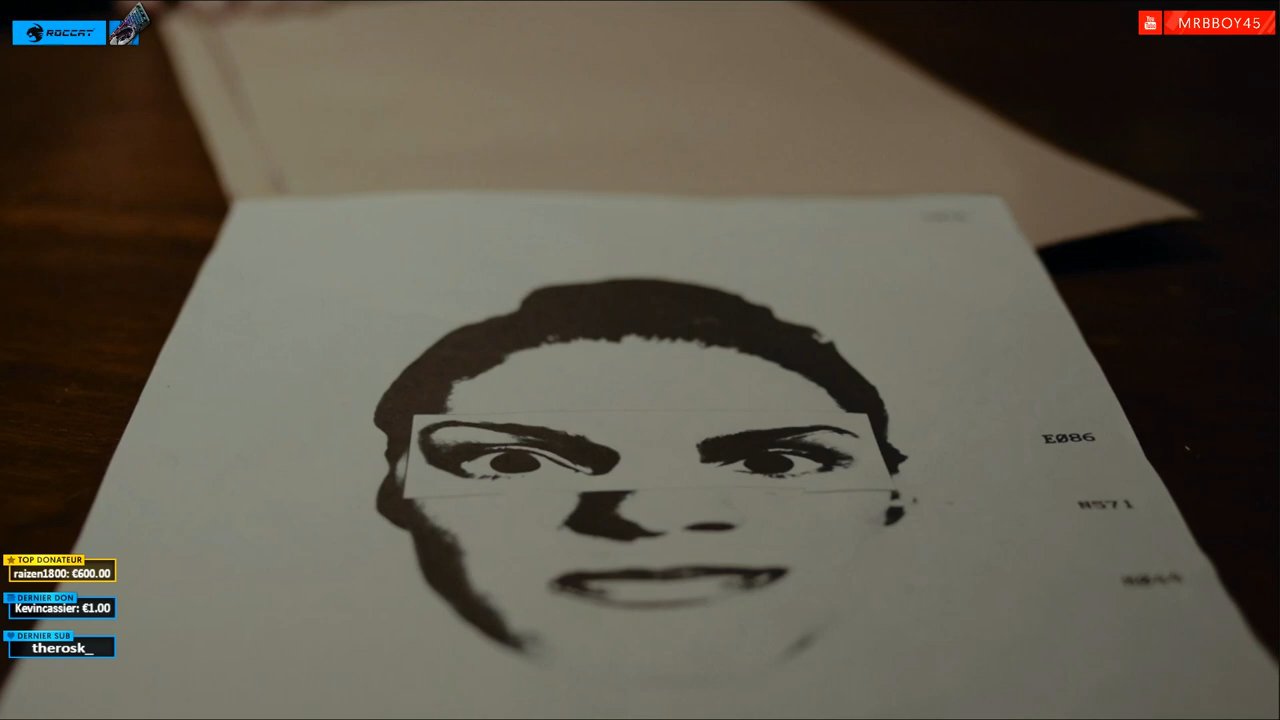 ROCCAT
MRBBOY45
E086
N571
TOP DONATEUR
raizen1800: €600.00
DERNIER DON
Kevincassier: €1.00
DERNIER SUB
therosk_